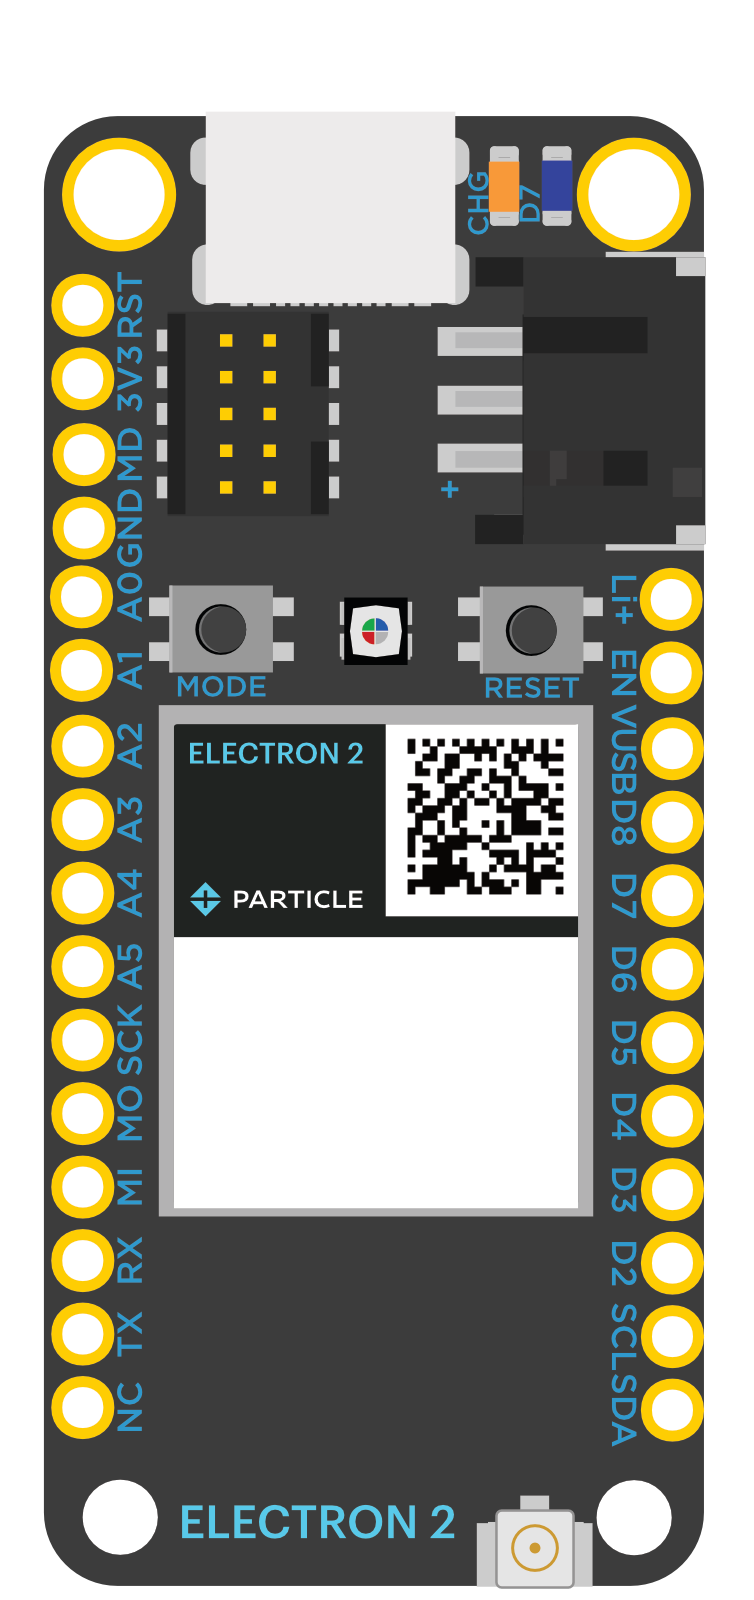 CHG
D7
RST
3V3
MD
GND
A0
A1
A2
A3
A4
A5
SCK
MO
MI
RX
TX
NC
+
MODE
RESET
ELECTRON 2
PARTICLE
Li+
EN
VUSB
D8
D7
D6
D5
D4
D3
D2
SCL
SDA
ELECTRON 2